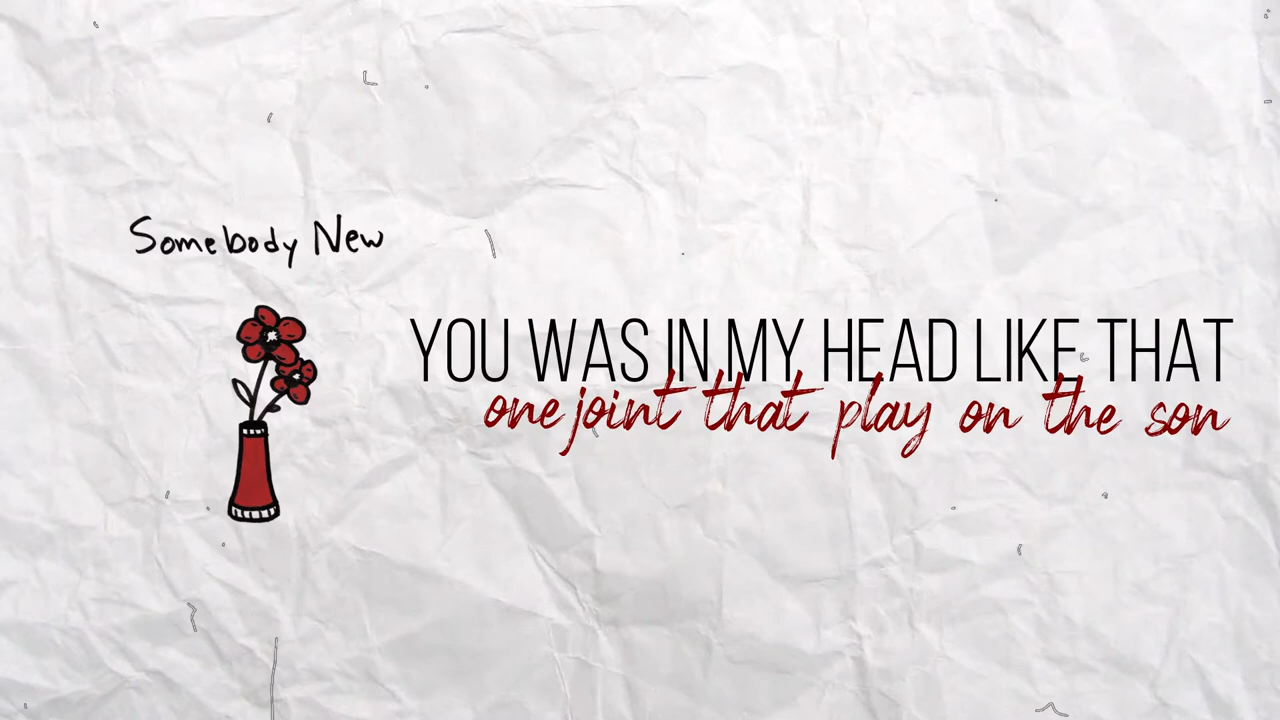 Somebody New
YOU WAS IN MY HEAD LIKE THAT
one joint that play on the son